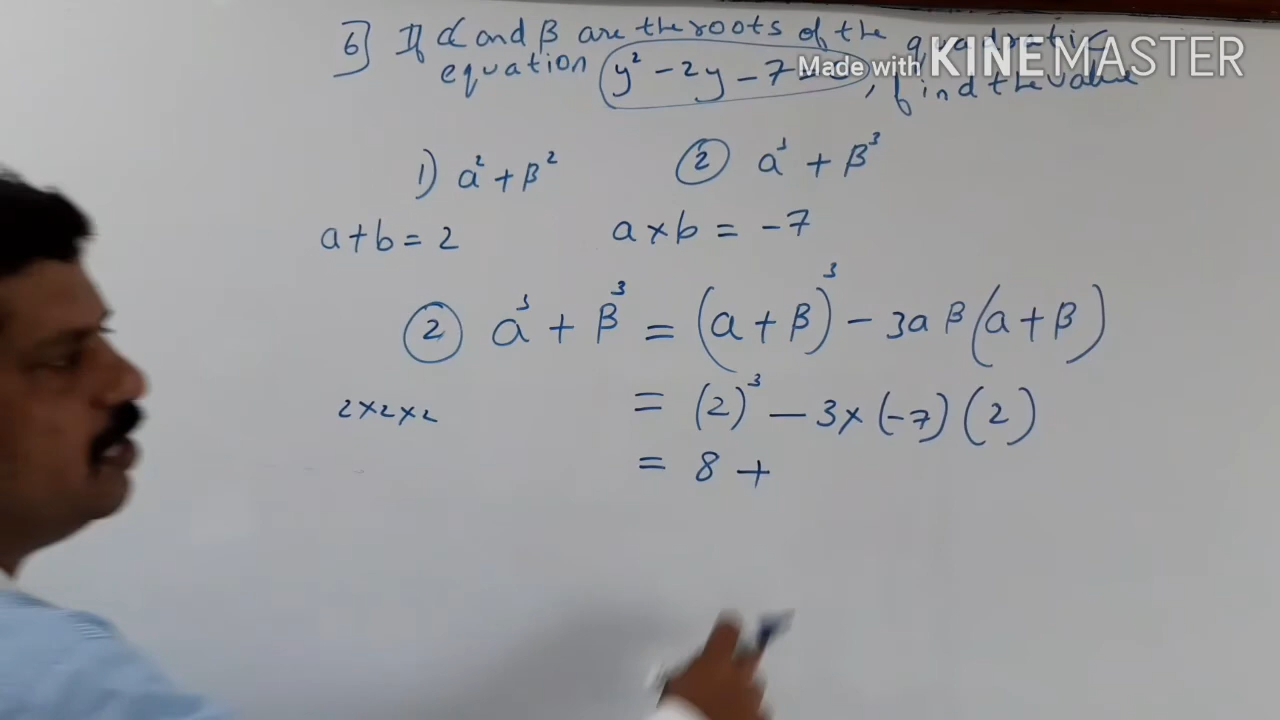 6] If α and β are the roots of the quadratic
equation y² - 2y - 7 = 0, find the value
Made with KINEMASTER
1) α² + β² ② α³ + β³
a + b = 2 a × b = -7
② α³ + β³ = (α + β)³ - 3α β (α + β)
2×2×2 = (2)³ - 3× (-7) (2)
= 8 +